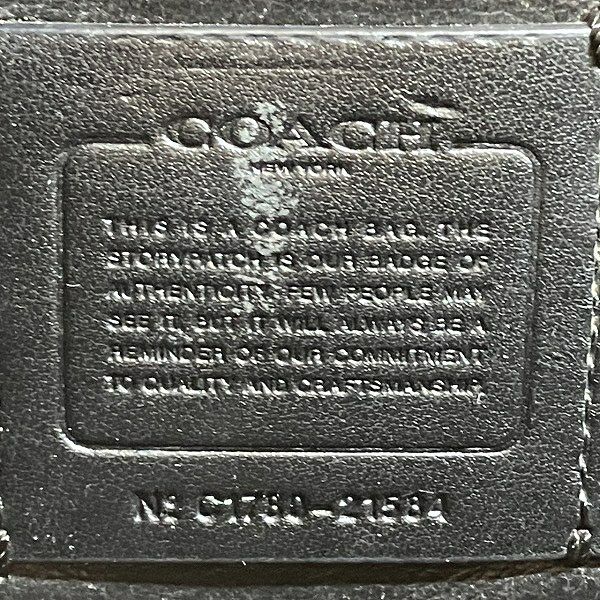 COACH
NEW YORK
THIS IS A COACH BAG. THE
STORYPATCH IS OUR BADGE OF
AUTHENTICITY. FEW PEOPLE MAY
SEE IT, BUT IT WILL ALWAYS BE A
REMINDER OF OUR COMMITMENT
TO QUALITY AND CRAFTSMANSHIP.
Nº C1780-21584